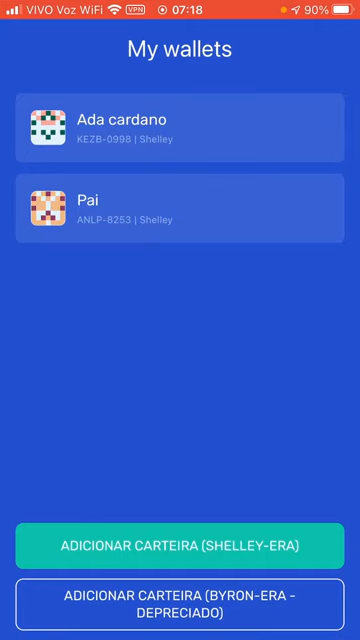 VIVO Voz WiFi VPN 07:18 90%
My wallets
Ada cardano
KEZB-0998 | Shelley
Pai
ANLP-8253 | Shelley
ADICIONAR CARTEIRA (SHELLEY-ERA)
ADICIONAR CARTEIRA (BYRON-ERA -
DEPRECIADO)